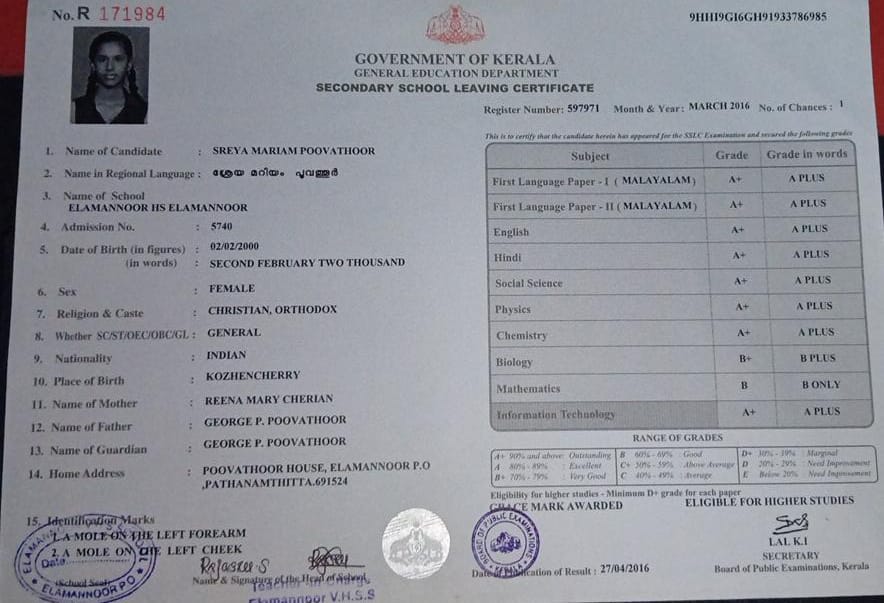 No. R 171984
9HHI9GI6GH91933786985
GOVERNMENT OF KERALA
GENERAL EDUCATION DEPARTMENT
SECONDARY SCHOOL LEAVING CERTIFICATE
Register Number: 597971 Month & Year: MARCH 2016 No. of Chances : 1
This is to certify that the candidate herein has appeared for the SSLC Examination and secured the following grades
1. Name of Candidate : SREYA MARIAM POOVATHOOR
2. Name in Regional Language : ശ്രേയ മറിയം പൂവത്തൂർ
3. Name of School
ELAMANNOOR HS ELAMANNOOR
4. Admission No. : 5740
5. Date of Birth (in figures) : 02/02/2000
(in words) : SECOND FEBRUARY TWO THOUSAND
6. Sex : FEMALE
7. Religion & Caste : CHRISTIAN, ORTHODOX
8. Whether SC/ST/OEC/OBC/GL : GENERAL
9. Nationality : INDIAN
10. Place of Birth : KOZHENCHERRY
11. Name of Mother : REENA MARY CHERIAN
12. Name of Father : GEORGE P. POOVATHOOR
13. Name of Guardian : GEORGE P. POOVATHOOR
14. Home Address : POOVATHOOR HOUSE, ELAMANNOOR P.O
,PATHANAMTHITTA.691524
15. Identification Marks
1. A MOLE ON THE LEFT FOREARM
2. A MOLE ON THE LEFT CHEEK
Date
(School Seal)
ELAMANNOOR P.O.
Rajasree S
Name & Signature of the Head of School
Teacher in Charge
Elamannoor V.H.S.S
Subject Grade Grade in words
First Language Paper - I ( MALAYALAM) A+ A PLUS
First Language Paper - II ( MALAYALAM) A+ A PLUS
English A+ A PLUS
Hindi A+ A PLUS
Social Science A+ A PLUS
Physics A+ A PLUS
Chemistry A+ A PLUS
Biology B+ B PLUS
Mathematics B B ONLY
Information Technology A+ A PLUS
RANGE OF GRADES
A+ 90% and above: Outstanding B 60% -69% : Good D+ 30% -39% : Marginal
A 80% - 89% : Excellent C+ 50% -59% : Above Average D 20% -29% : Need Improvement
B+ 70% - 79% : Very Good C 40% -49% : Average E Below 20% : Need Improvement
Eligibility for higher studies - Minimum D+ grade for each paper
GRACE MARK AWARDED ELIGIBLE FOR HIGHER STUDIES
BOARD OF PUBLIC EXAMINATIONS
KERALA
LAL K.I
SECRETARY
Date of Publication of Result : 27/04/2016 Board of Public Examinations, Kerala